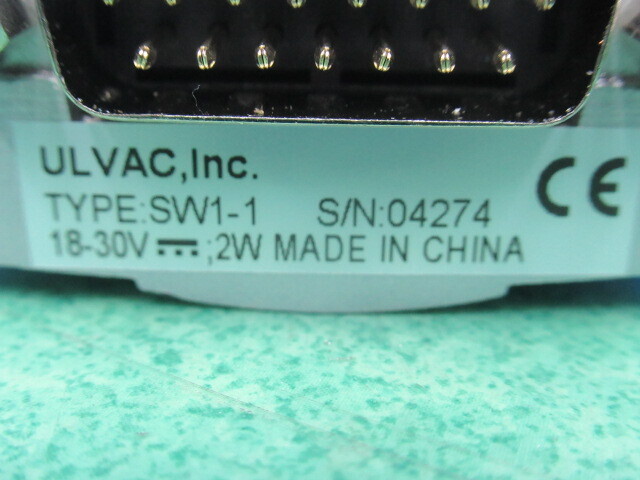 ULVAC,Inc.
TYPE:SW1-1 S/N:04274
18-30V⎓;2W MADE IN CHINA
CE